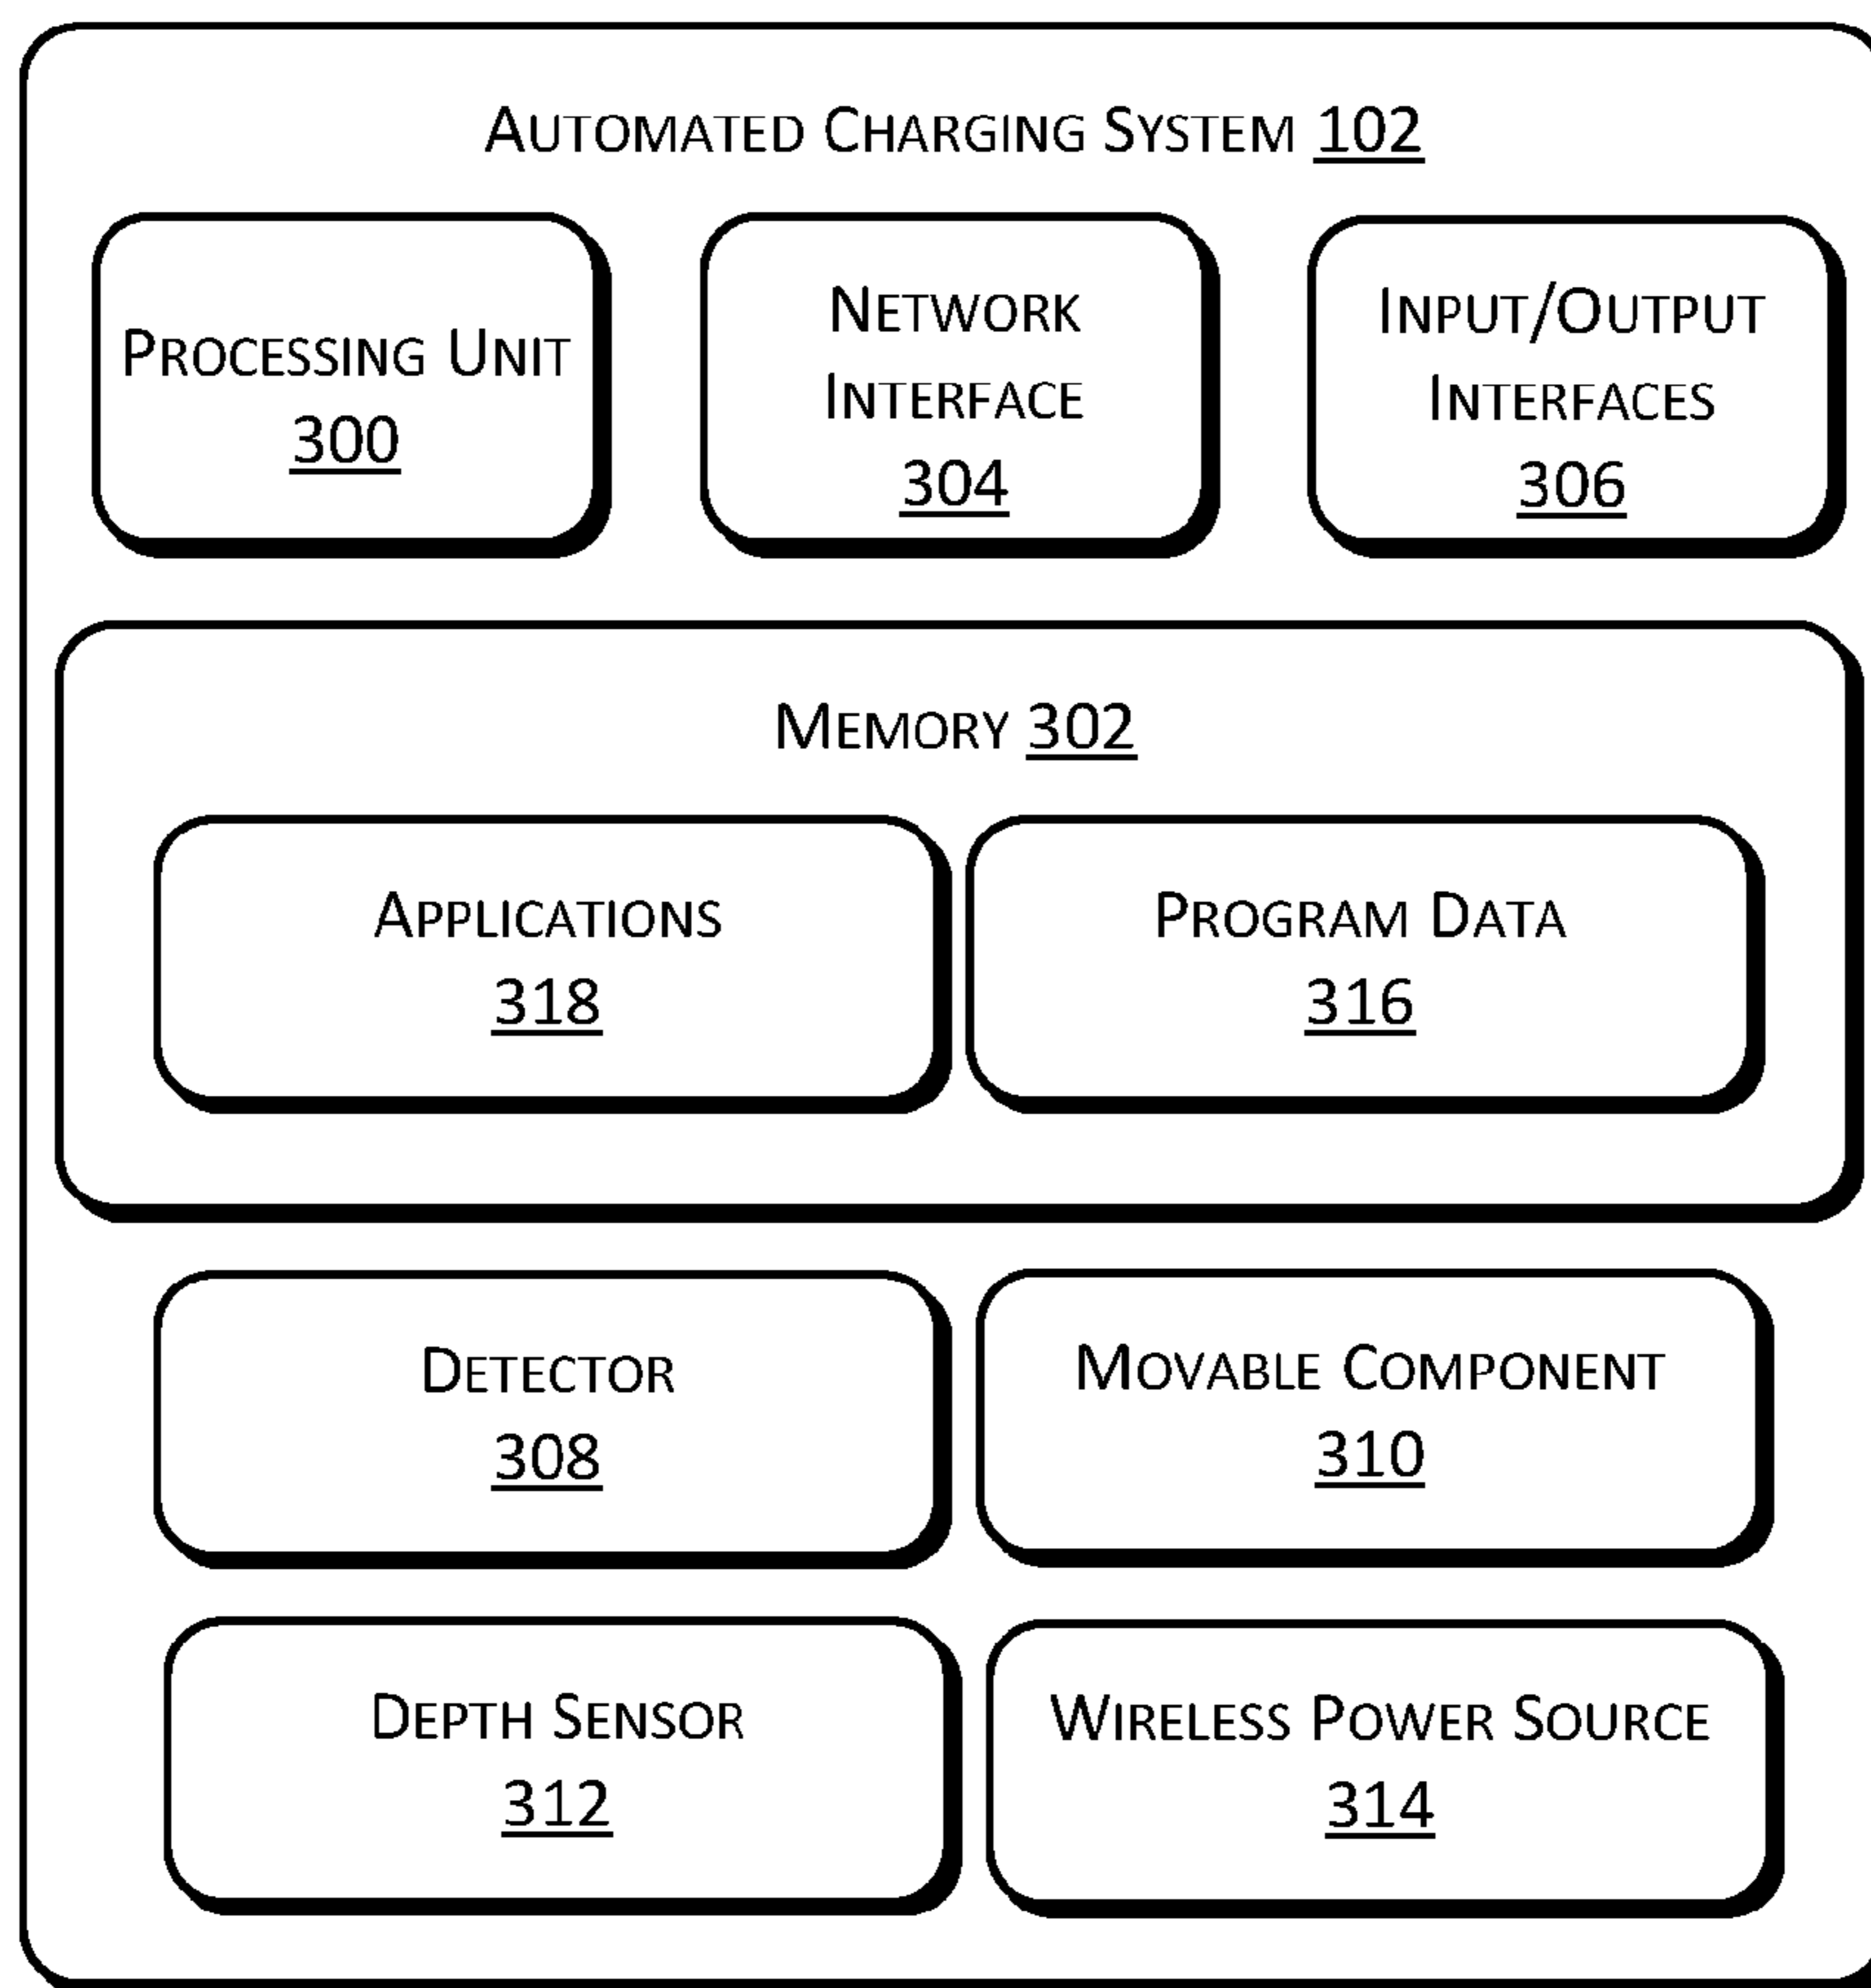 Automated Charging System 102
Processing Unit
300
Network
Interface
304
Input/Output
Interfaces
306
Memory 302
Applications
318
Program Data
316
Detector
308
Movable Component
310
Depth Sensor
312
Wireless Power Source
314